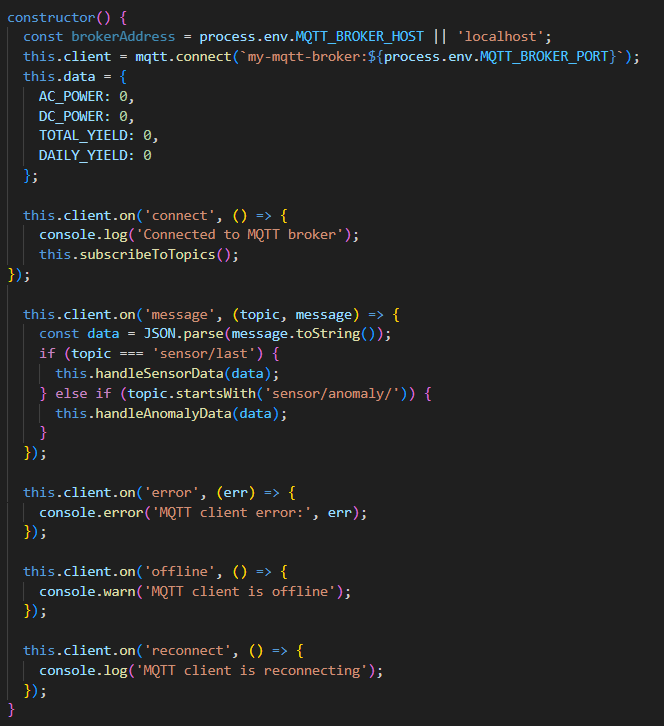 constructor() {
  const brokerAddress = process.env.MQTT_BROKER_HOST || 'localhost';
  this.client = mqtt.connect(`my-mqtt-broker:${process.env.MQTT_BROKER_PORT}`);
  this.data = {
    AC_POWER: 0,
    DC_POWER: 0,
    TOTAL_YIELD: 0,
    DAILY_YIELD: 0
  };

  this.client.on('connect', () => {
    console.log('Connected to MQTT broker');
    this.subscribeToTopics();
});

  this.client.on('message', (topic, message) => {
    const data = JSON.parse(message.toString());
    if (topic === 'sensor/last') {
      this.handleSensorData(data);
    } else if (topic.startsWith('sensor/anomaly/')) {
      this.handleAnomalyData(data);
    }
  });

  this.client.on('error', (err) => {
    console.error('MQTT client error:', err);
  });

  this.client.on('offline', () => {
    console.warn('MQTT client is offline');
  });

  this.client.on('reconnect', () => {
    console.log('MQTT client is reconnecting');
  });
}